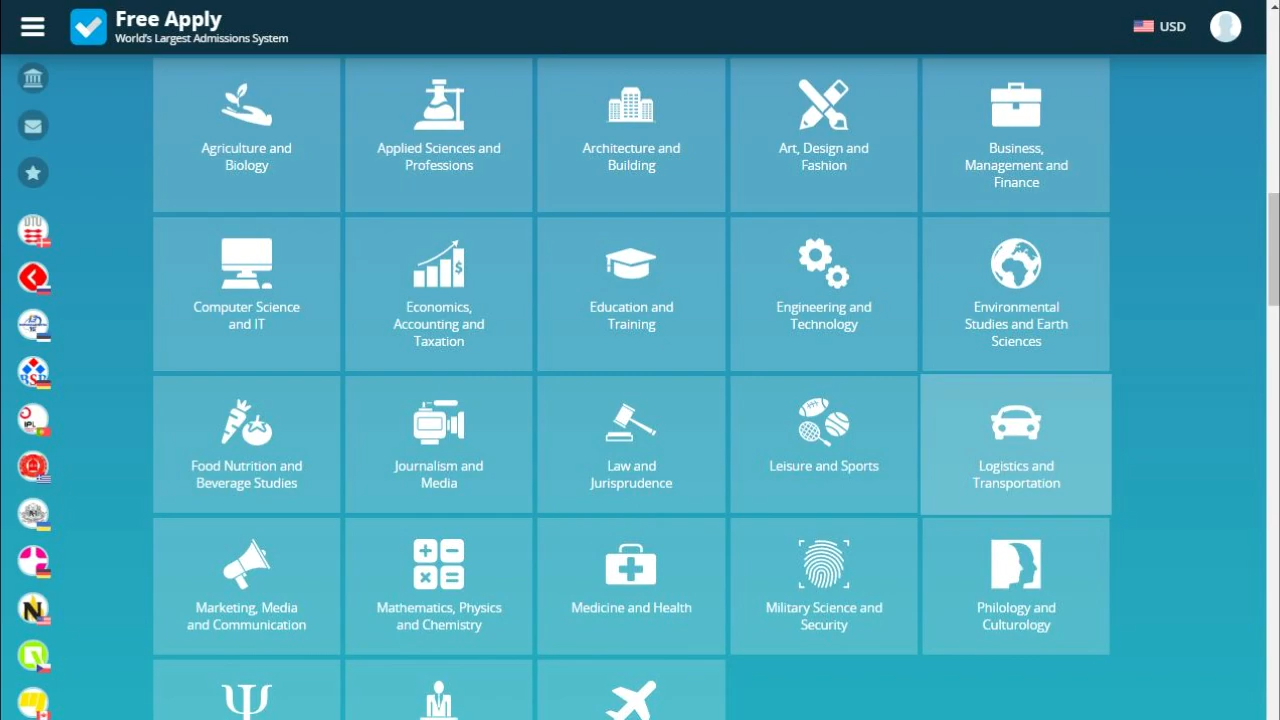 Free Apply
World's Largest Admissions System
USD
Agriculture and
Biology
Applied Sciences and
Professions
Architecture and
Building
Art, Design and
Fashion
Business,
Management and
Finance
Computer Science
and IT
Economics,
Accounting and
Taxation
Education and
Training
Engineering and
Technology
Environmental
Studies and Earth
Sciences
Food Nutrition and
Beverage Studies
Journalism and
Media
Law and
Jurisprudence
Leisure and Sports
Logistics and
Transportation
Marketing, Media
and Communication
Mathematics, Physics
and Chemistry
Medicine and Health
Military Science and
Security
Philology and
Culturology
DTU
BSP
IPL
N